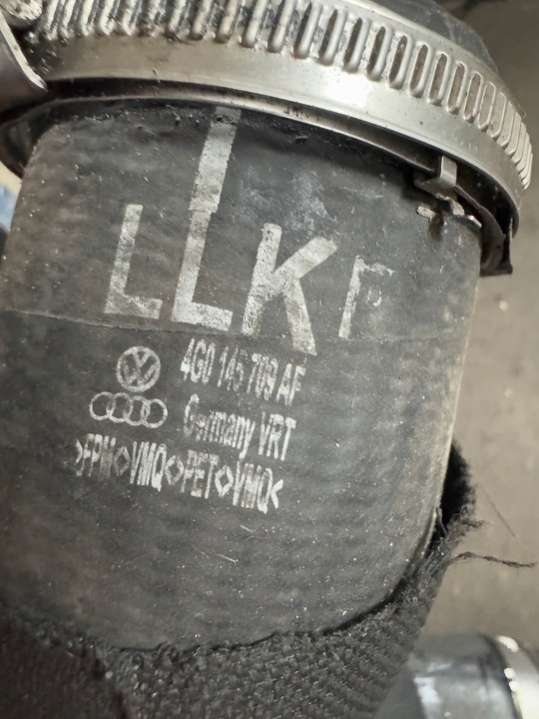 LLK F
4G0 145 709 AF
Germany VRT
>FPM<>VMQ<>PET<>VMQ<